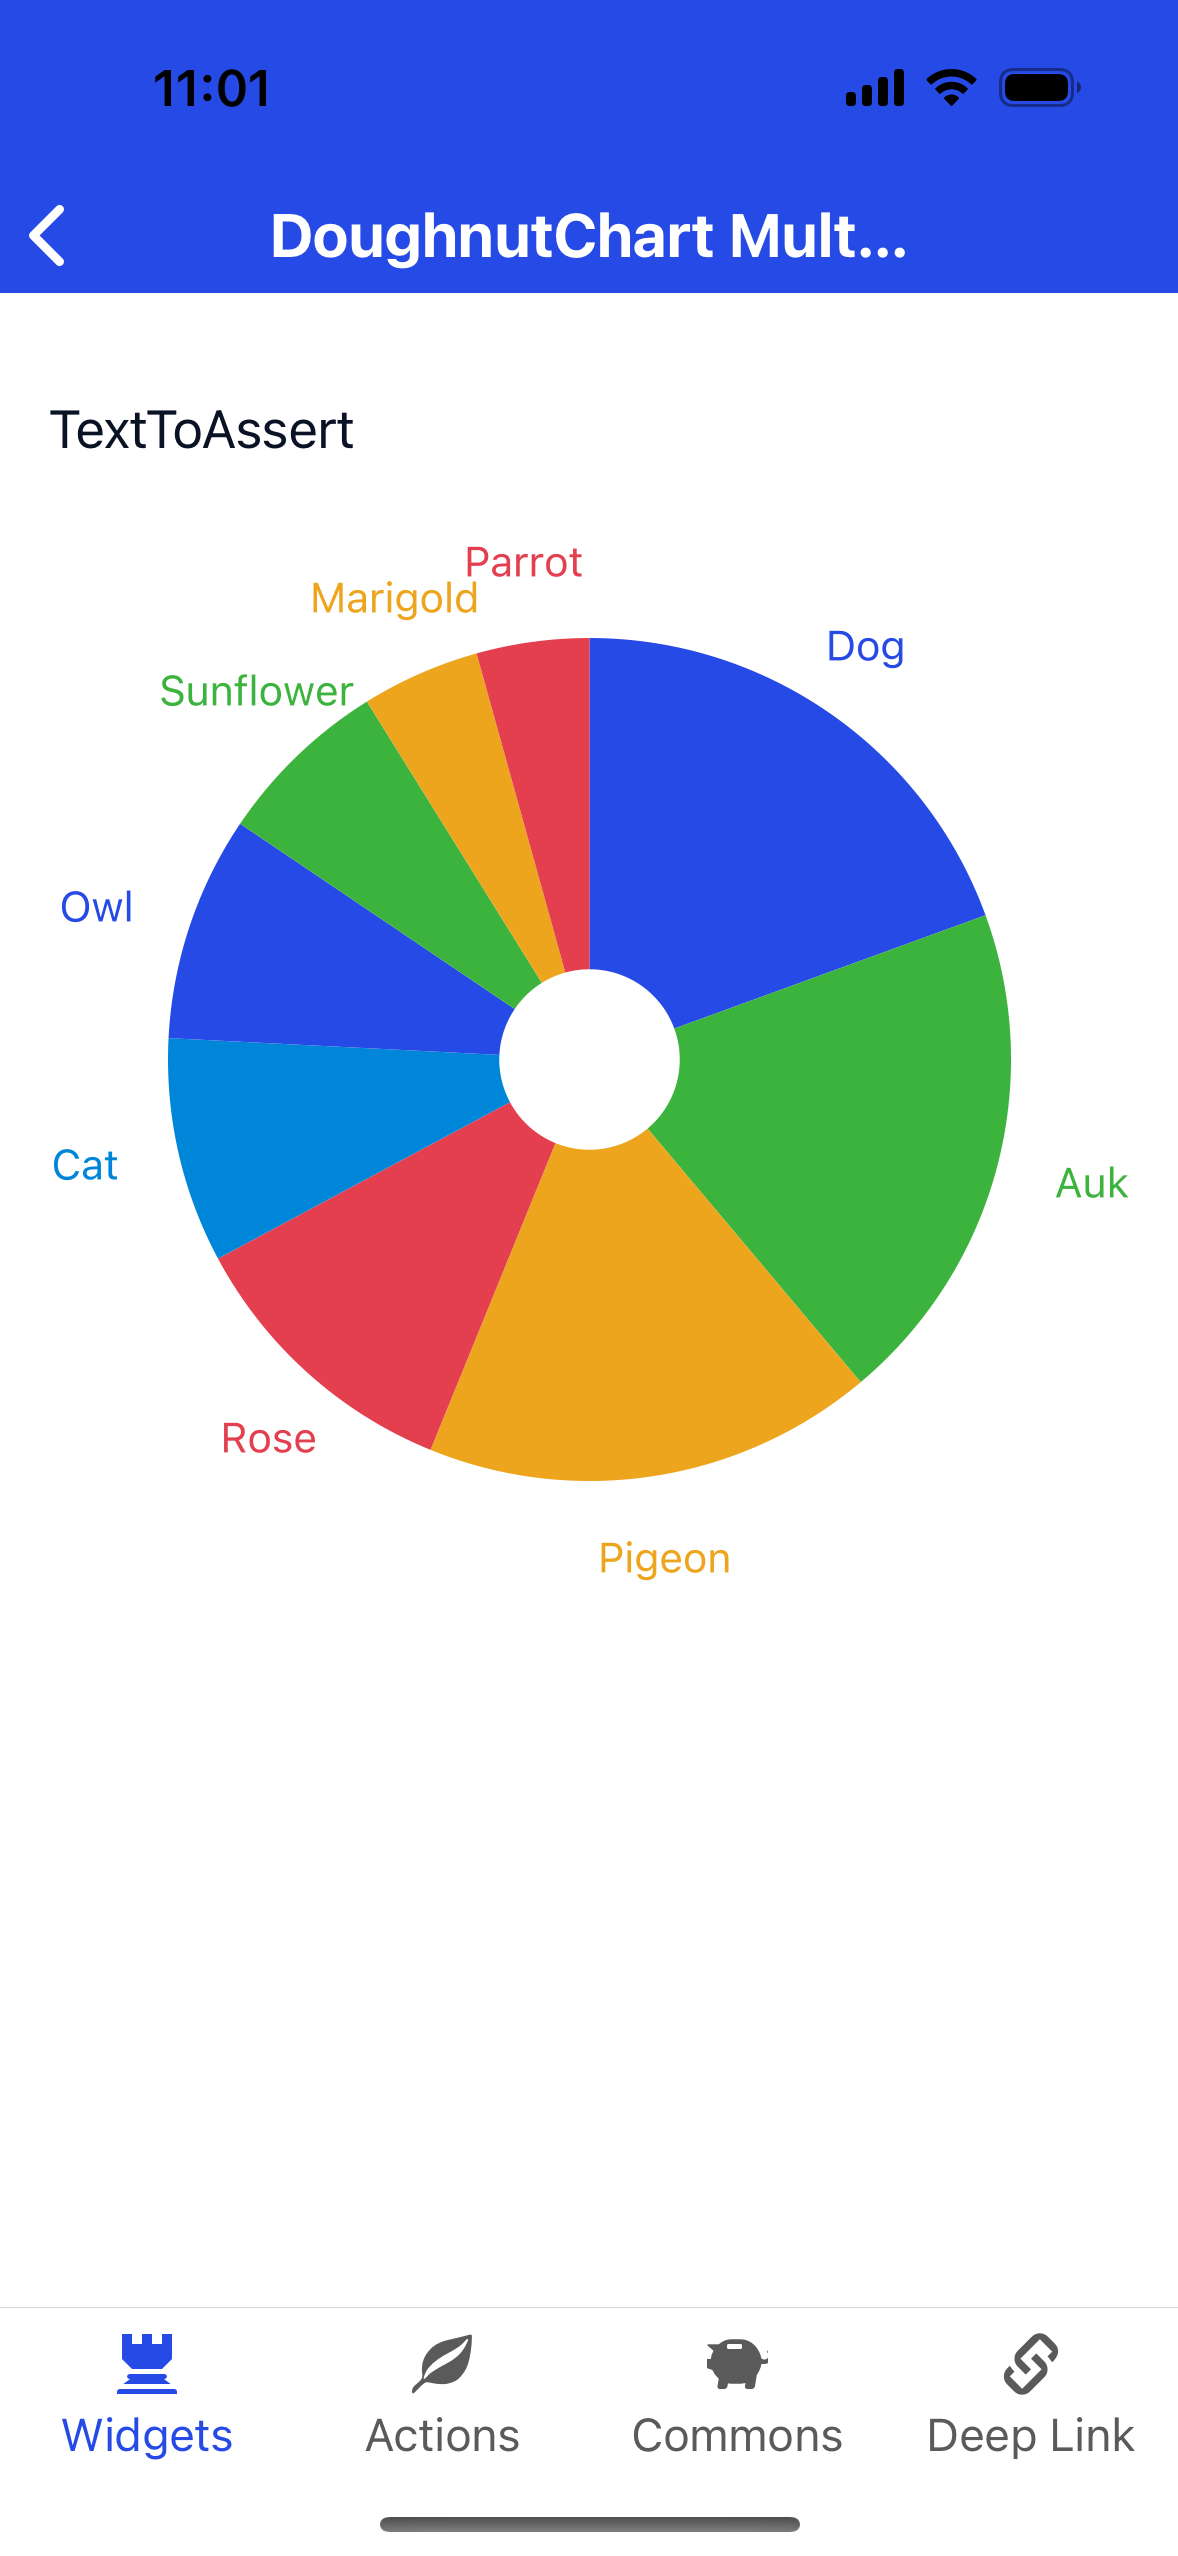 11:01
DoughnutChart Mult...
TextToAssert
Parrot
Marigold
Dog
Sunflower
Owl
Cat
Auk
Rose
Pigeon
Widgets
Actions
Commons
Deep Link